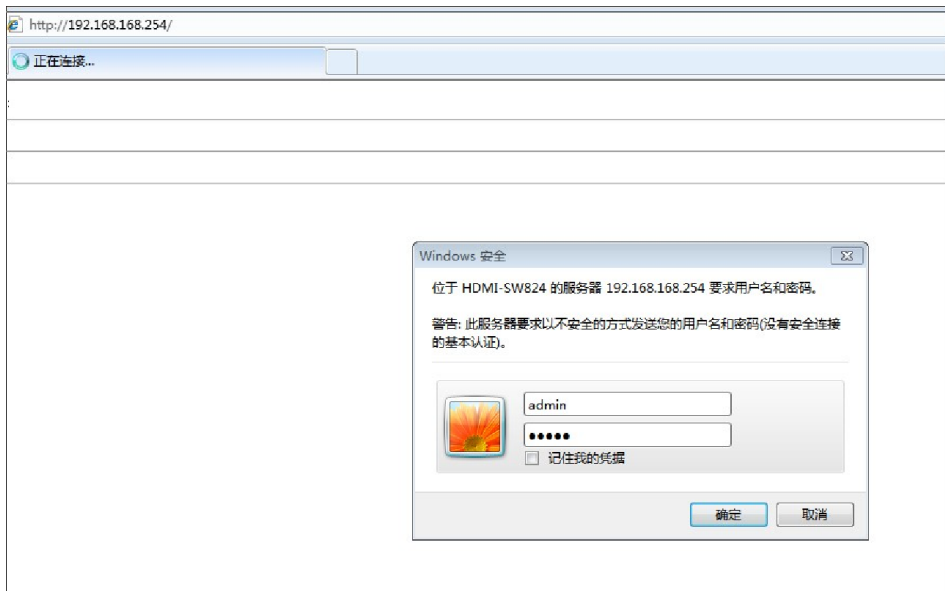 http://192.168.168.254/
正在连接...
:
Windows 安全
位于 HDMI-SW824 的服务器 192.168.168.254 要求用户名和密码。
警告: 此服务器要求以不安全的方式发送您的用户名和密码(没有安全连接
的基本认证)。
admin
●●●●●
记住我的凭据
确定
取消